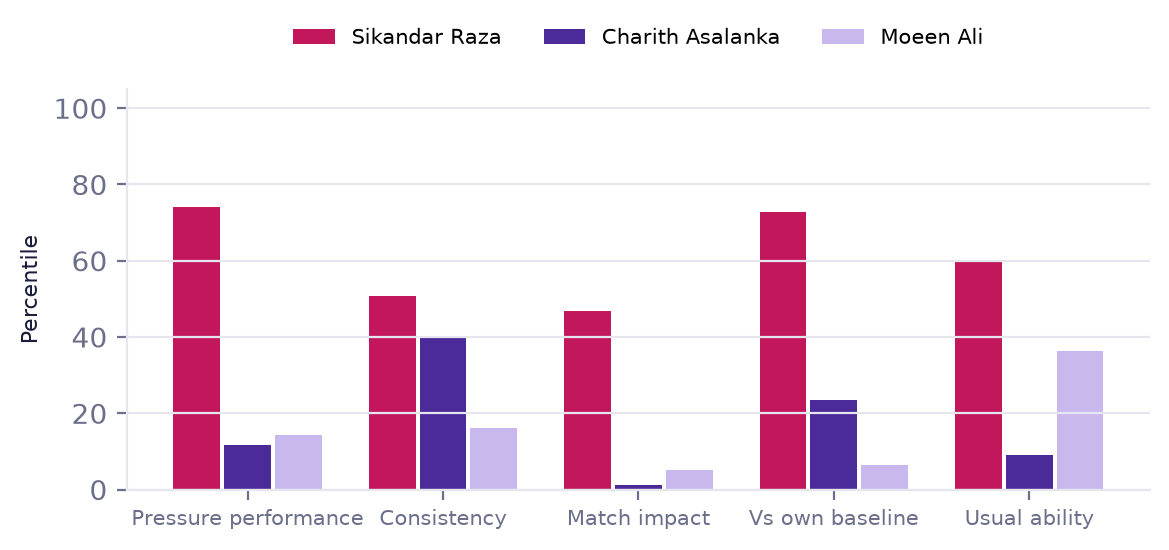 Sikandar Raza Charith Asalanka Moeen Ali
100
80
60
40
20
0
Percentile
Pressure performance Consistency Match impact Vs own baseline Usual ability